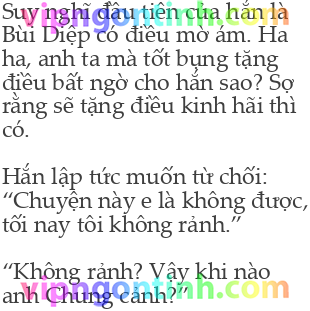 Suy nghĩ đầu tiên của hắn là
Bùi Diệp có điều mờ ám. Ha
ha, anh ta mà tốt bụng tặng
điều bất ngờ cho hắn sao? Sợ
rằng sẽ tặng điều kinh hãi thì
có.
Hắn lập tức muốn từ chối:
“Chuyện này e là không được,
tối nay tôi không rảnh.”
“Không rảnh? Vậy khi nào
anh Chung cảnh?”
vipngontinh.com
vipngontinh.com